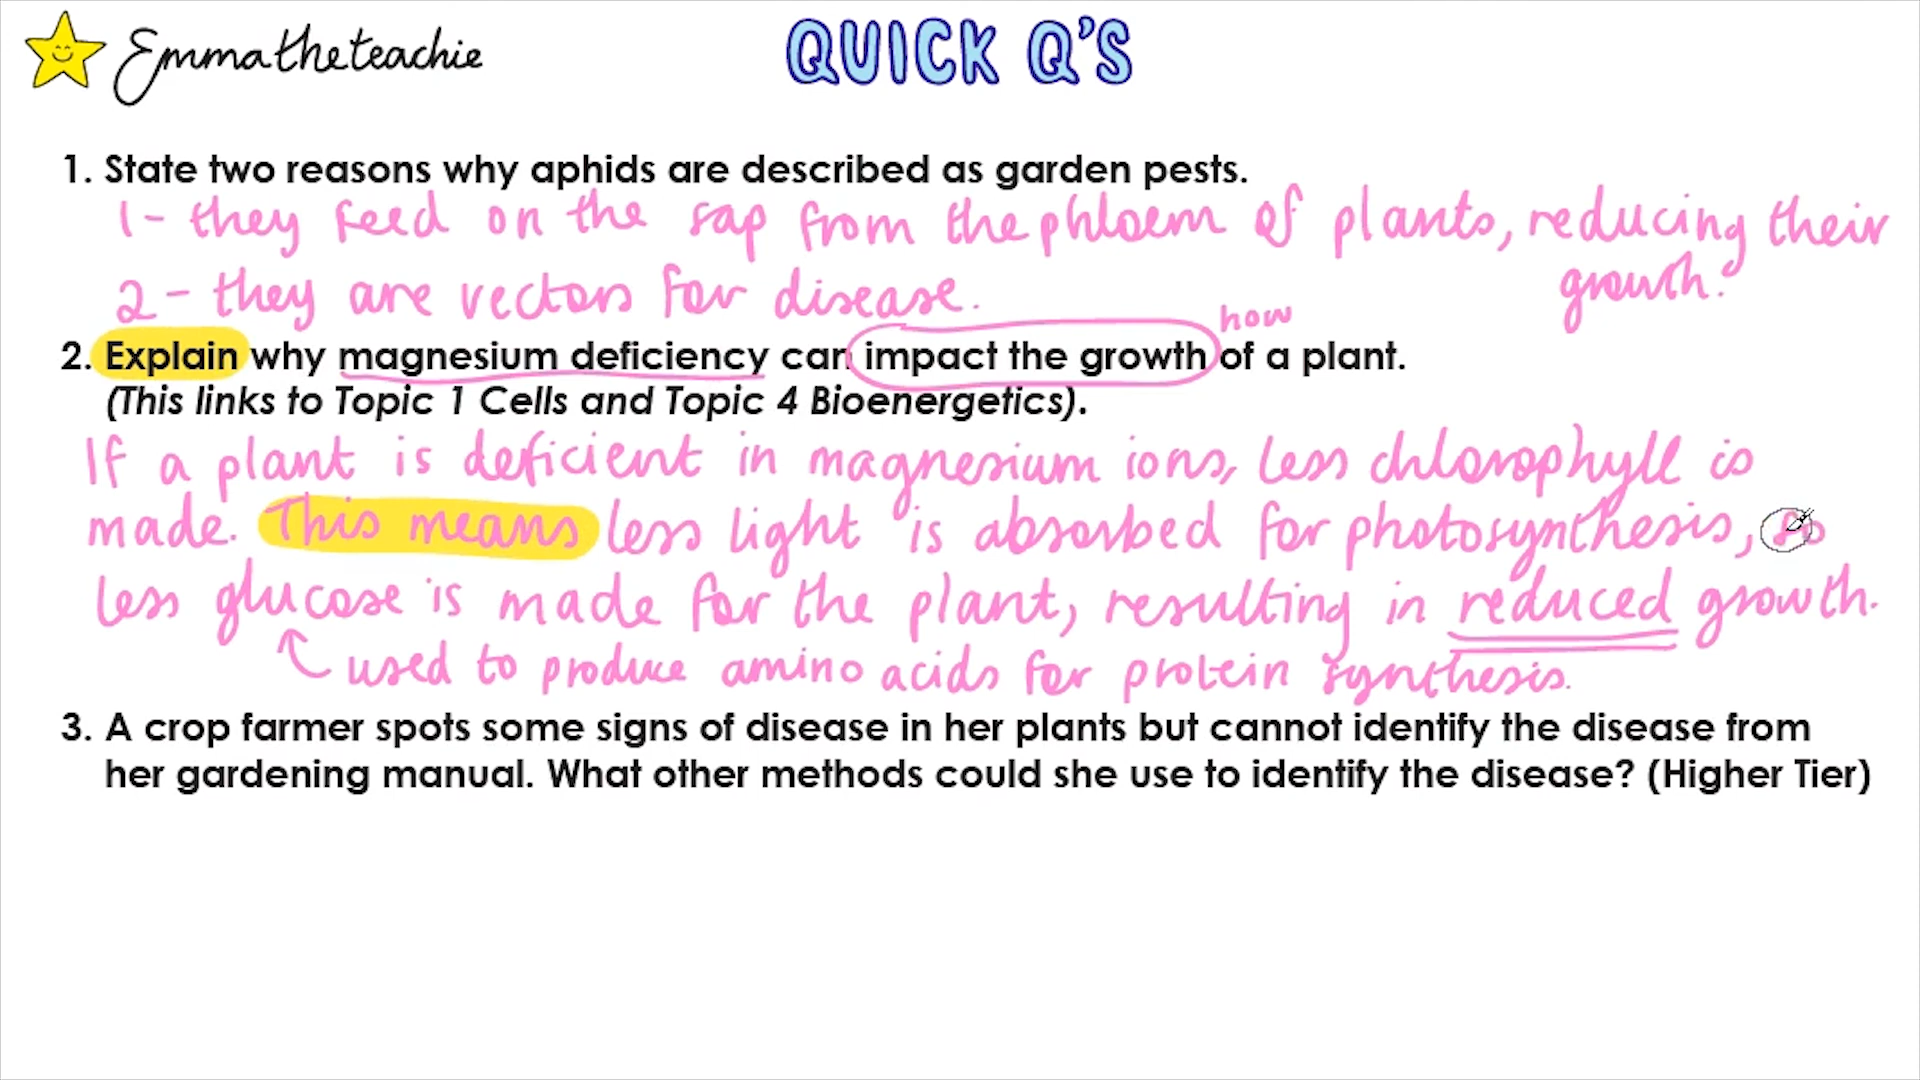 Emmatheteachie
QUICK Q'S
1. State two reasons why aphids are described as garden pests.
1 - they feed on the sap from the phloem of plants, reducing their
growth.
2 - they are vectors for disease.
how
2. Explain why magnesium deficiency can impact the growth of a plant.
(This links to Topic 1 Cells and Topic 4 Bioenergetics).
If a plant is deficient in magnesium ions, less chlorophyll is
made. This means less light is absorbed for photosynthesis, so
less glucose is made for the plant, resulting in reduced growth.
used to produce amino acids for protein synthesis.
3. A crop farmer spots some signs of disease in her plants but cannot identify the disease from
her gardening manual. What other methods could she use to identify the disease? (Higher Tier)